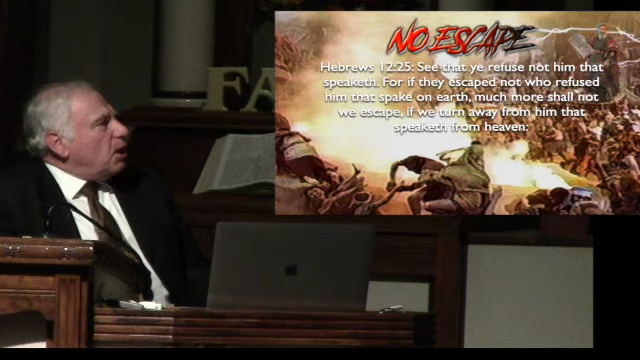 NO ESCAPE
Hebrews 12:25: See that ye refuse not him that
speaketh. For if they escaped not who refused
him that spake on earth, much more shall not
we escape, if we turn away from him that
speaketh from heaven:
FA